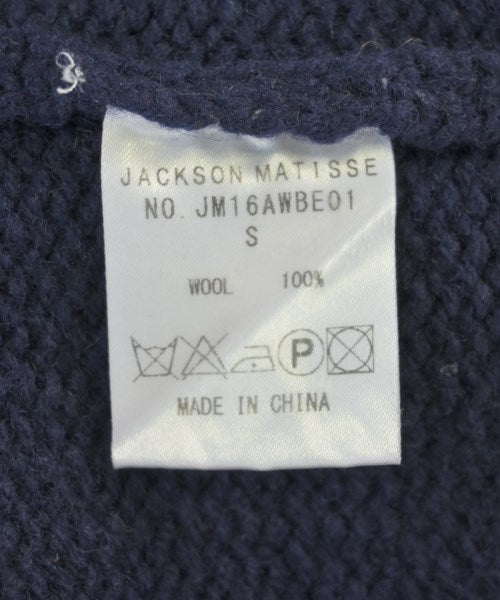 JACKSON MATISSE
NO. JM16AWBE01
S
WOOL 100%
P
MADE IN CHINA